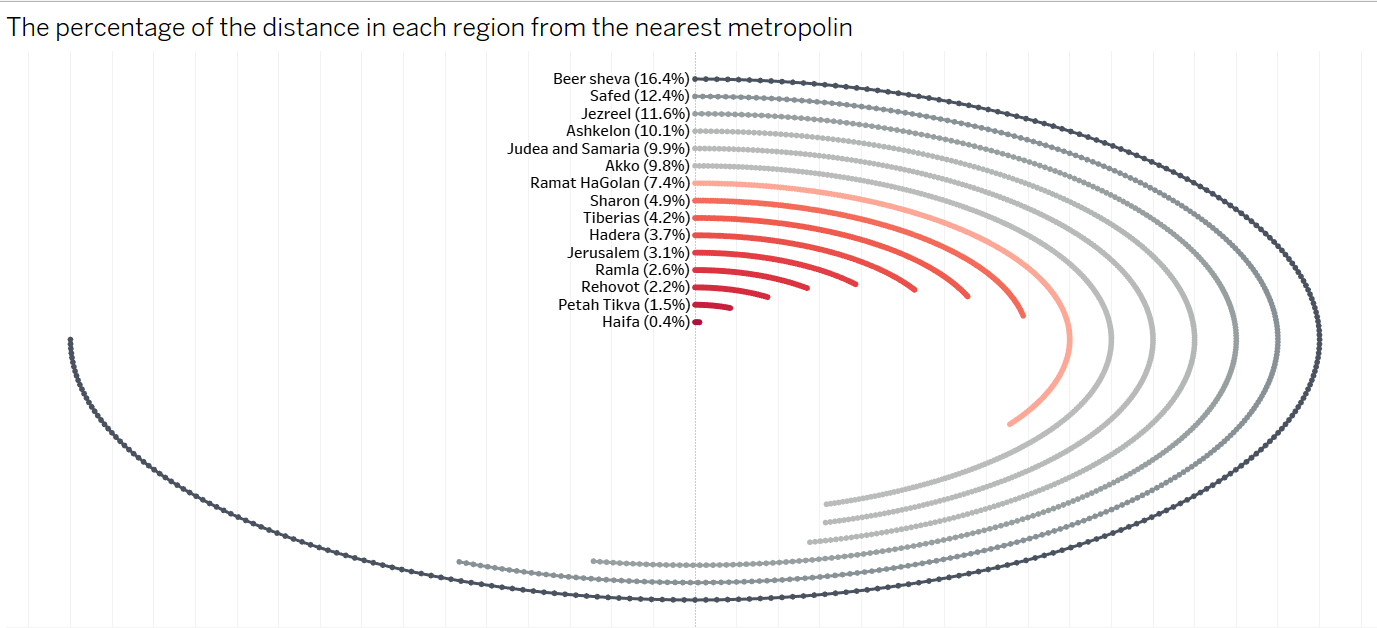 The percentage of the distance in each region from the nearest metropolin
Beer sheva (16.4%)
Safed (12.4%)
Jezreel (11.6%)
Ashkelon (10.1%)
Judea and Samaria (9.9%)
Akko (9.8%)
Ramat HaGolan (7.4%)
Sharon (4.9%)
Tiberias (4.2%)
Hadera (3.7%)
Jerusalem (3.1%)
Ramla (2.6%)
Rehovot (2.2%)
Petah Tikva (1.5%)
Haifa (0.4%)